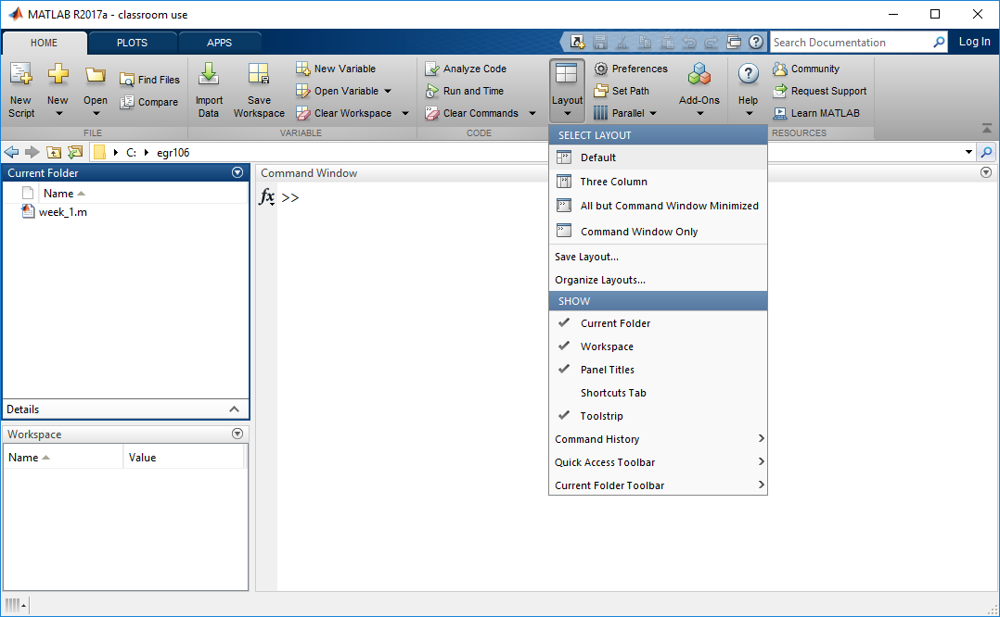 MATLAB R2017a - classroom use
HOME PLOTS APPS
Search Documentation
Log In
New Script
New
Open
Find Files
Compare
FILE
Import Data
Save Workspace
New Variable
Open Variable
Clear Workspace
VARIABLE
Analyze Code
Run and Time
Clear Commands
CODE
Layout
Preferences
Set Path
Parallel
Add-Ons
Help
Community
Request Support
Learn MATLAB
RESOURCES
C: egr106
Current Folder
Name
week_1.m
Details
Workspace
Name Value
Command Window
fx >>
SELECT LAYOUT
Default
Three Column
All but Command Window Minimized
Command Window Only
Save Layout...
Organize Layouts...
SHOW
Current Folder
Workspace
Panel Titles
Shortcuts Tab
Toolstrip
Command History
Quick Access Toolbar
Current Folder Toolbar